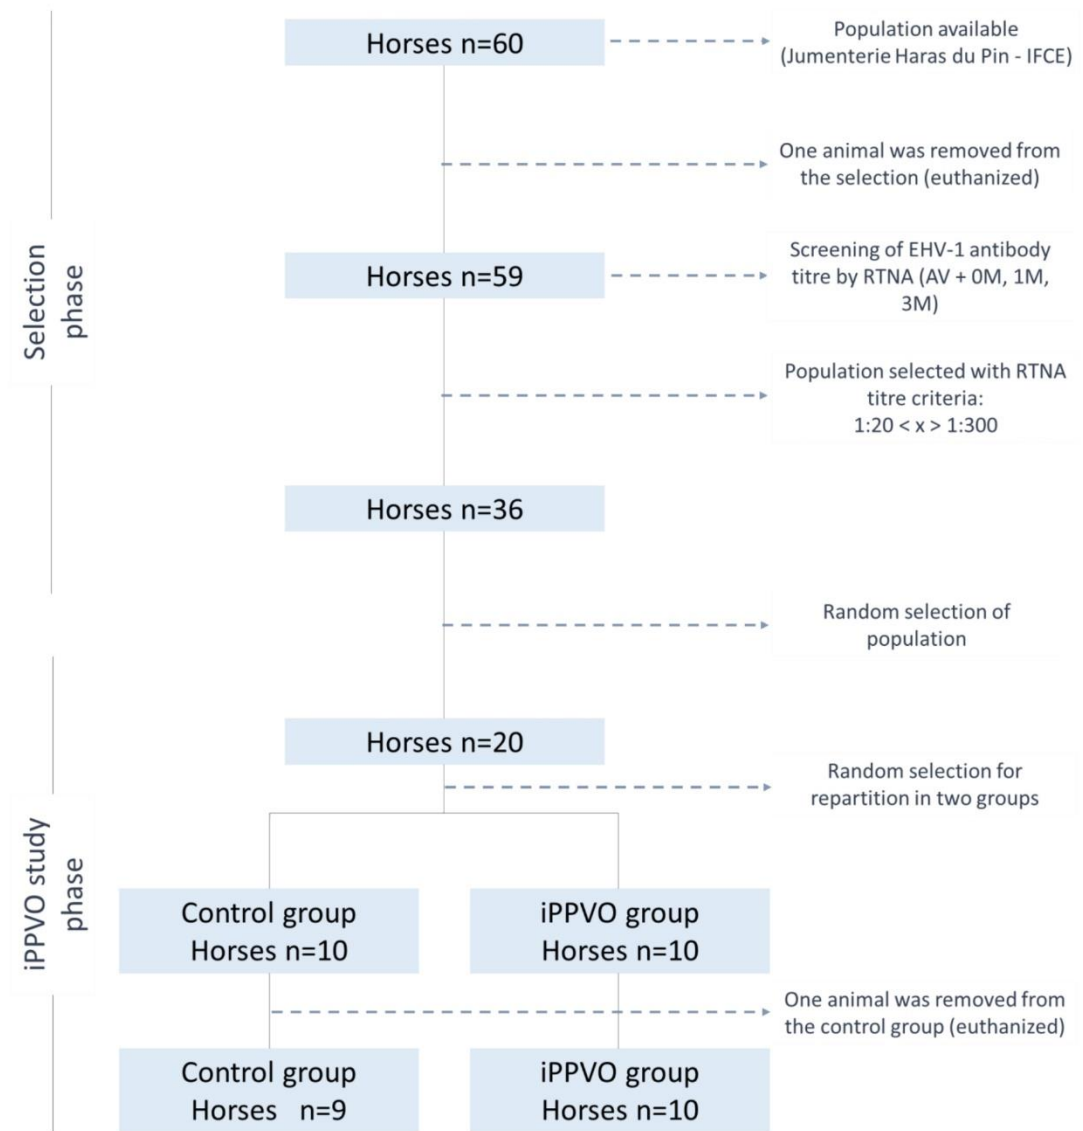 Horses n=60
Population available
(Jumenterie Haras du Pin - IFCE)
One animal was removed from
the selection (euthanized)
Selection
phase
Horses n=59
Screening of EHV-1 antibody
titre by RTNA (AV + 0M, 1M,
3M)
Population selected with RTNA
titre criteria:
1:20 < x > 1:300
Horses n=36
Random selection of
population
Horses n=20
Random selection for
repartition in two groups
iPPVO study
phase
Control group
Horses n=10
iPPVO group
Horses n=10
One animal was removed from
the control group (euthanized)
Control group
Horses n=9
iPPVO group
Horses n=10